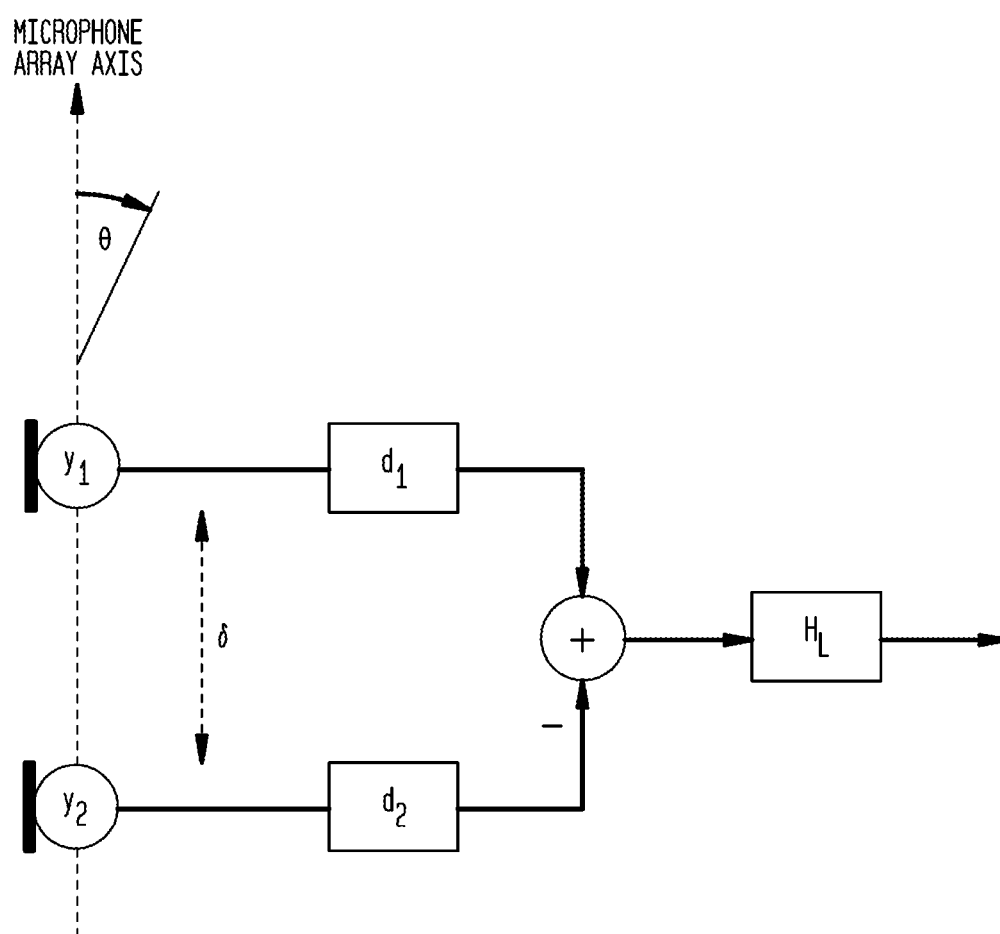 MICROPHONE
ARRAY AXIS
θ
y1
d1
δ
+
HL
−
y2
d2